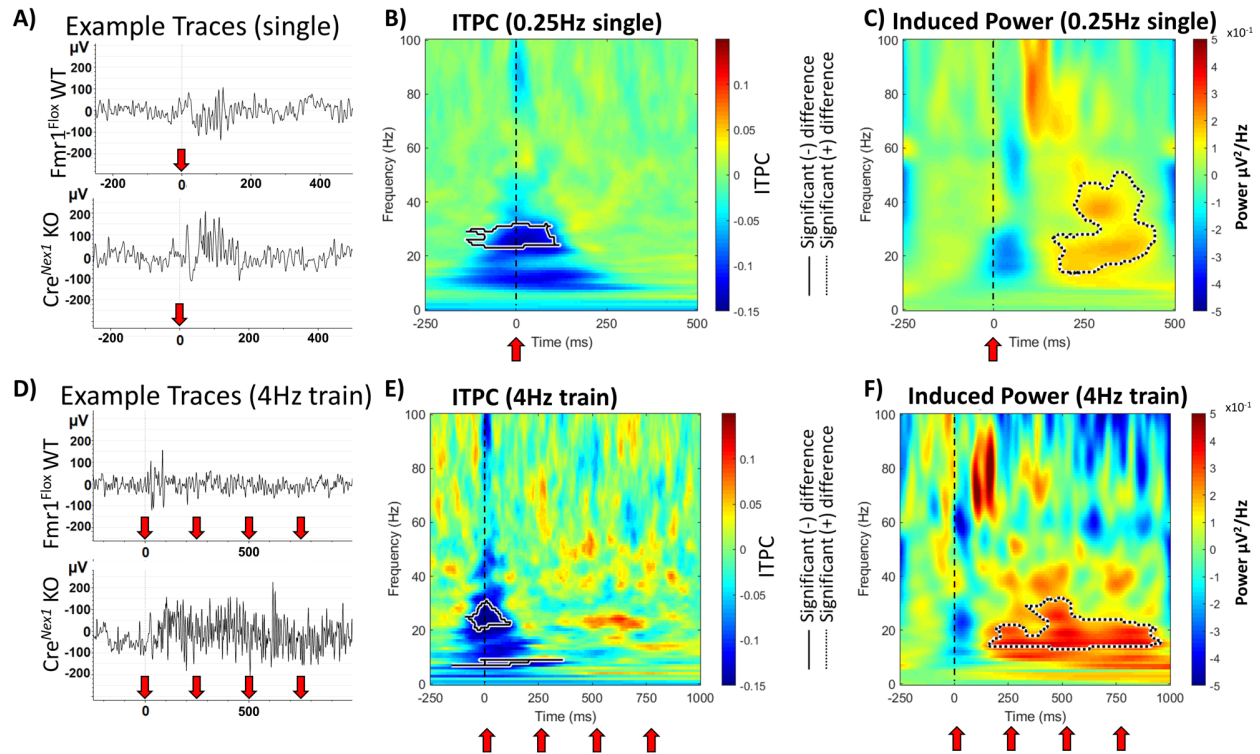 A)
Example Traces (single)
µV
Fmr1Flox WT
200
100
0
-100
-200
-200
0
200
400
Cre^Nex1 KO
200
100
0
-100
-200
-200
0
200
400
B)
ITPC (0.25Hz single)
Frequency (Hz)
100
80
60
40
20
0
-250
0
250
500
Time (ms)
0.1
0.05
0
-0.05
-0.1
-0.15
ITPC
Significant (-) difference
Significant (+) difference
C)
Induced Power (0.25Hz single)
x10-1
Frequency (Hz)
100
80
60
40
20
0
-250
0
250
500
Time (ms)
5
4
3
2
1
0
-1
-2
-3
-4
-5
Power µV2/Hz
D)
Example Traces (4Hz train)
µV
Fmr1Flox WT
200
100
0
-100
-200
0
500
µV
Cre^Nex1 KO
200
-100
0
-100
200
0
500
E)
ITPC (4Hz train)
Frequency (Hz)
100
80
60
40
20
0
-250
0
250
500
750
1000
Time (ms)
0.1
0.05
0
-0.05
-0.1
-0.15
ITPC
Significant (-) difference
Significant (+) difference
F)
Induced Power (4Hz train)
x10-1
Frequency (Hz)
100
80
60
40
20
0
-250
0
250
500
750
1000
Time (ms)
5
4
3
2
1
0
-1
-2
-3
-4
-5
Power µV2/Hz